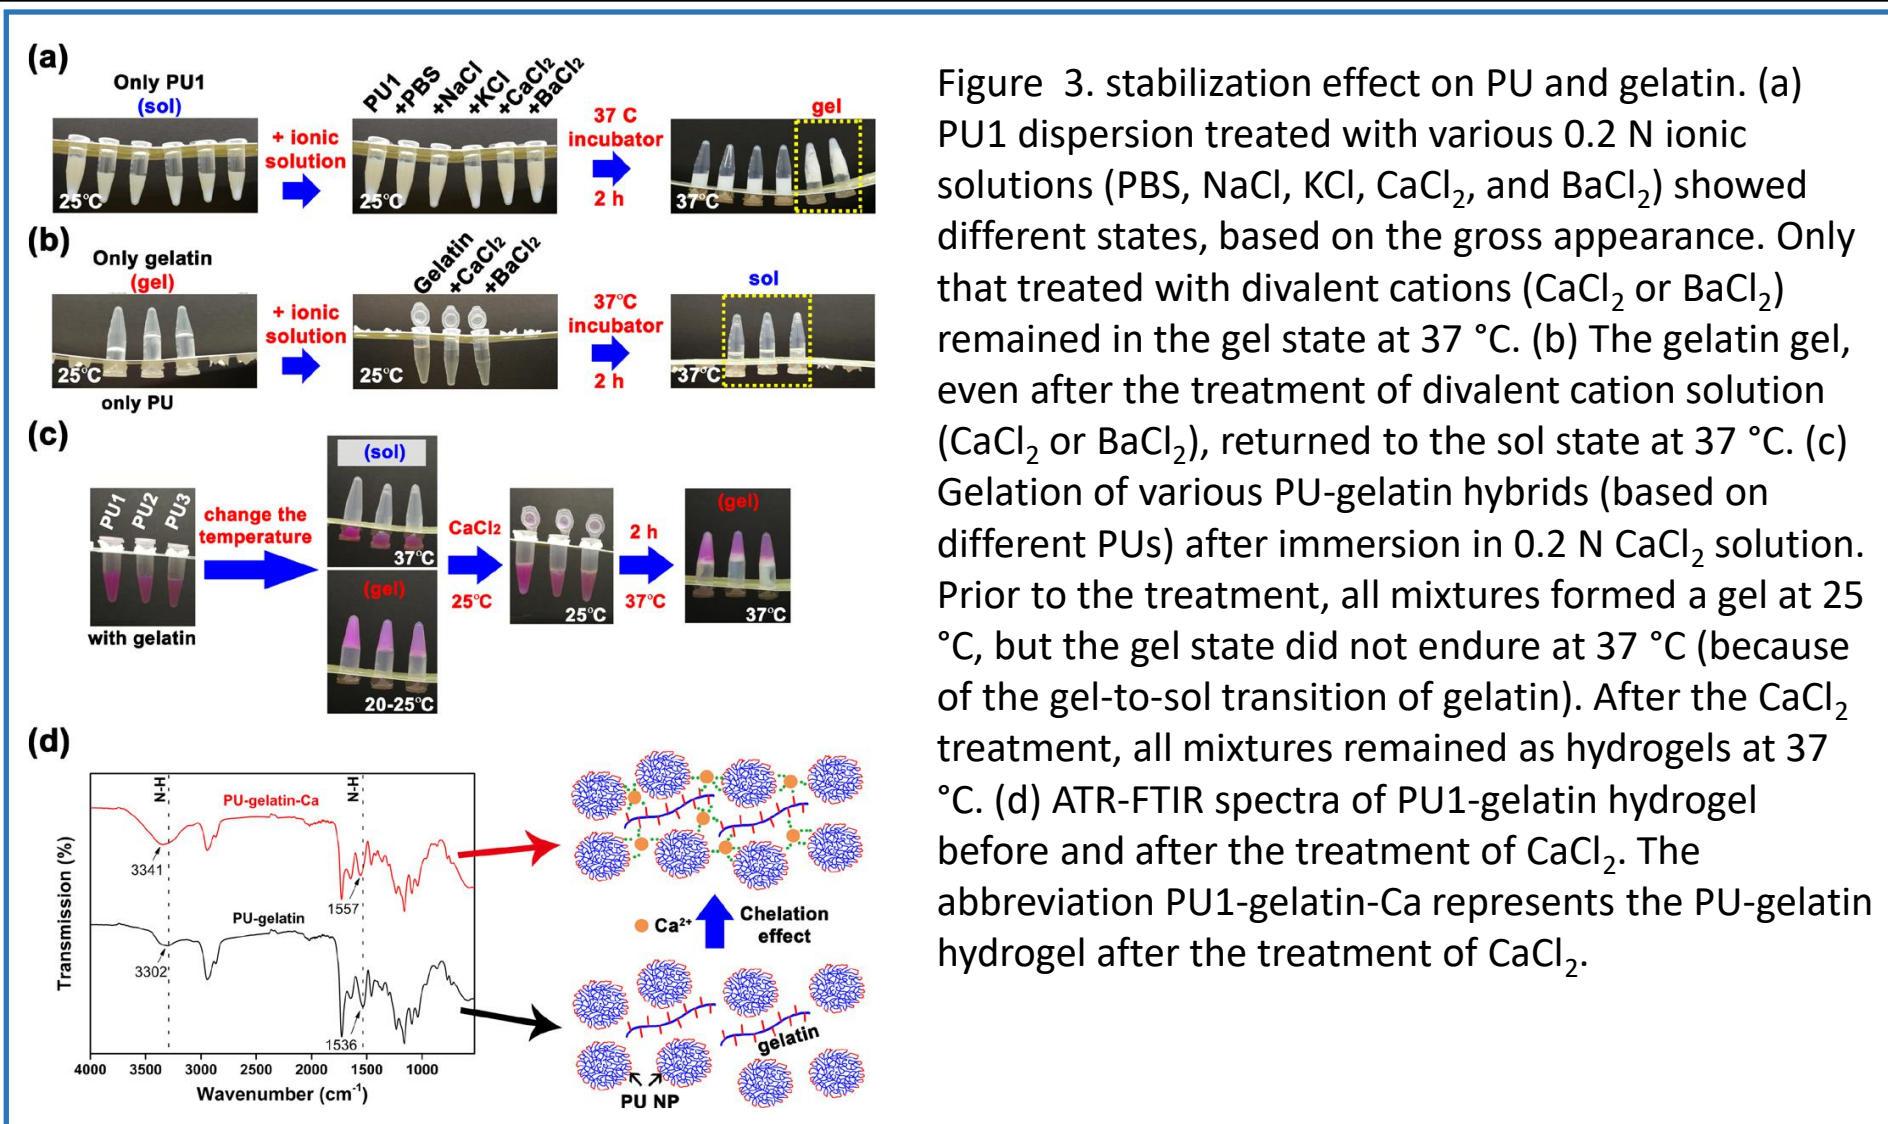 (a)
Only PU1
(sol)
25°C
+ ionic
solution
PU1
+PBS
+NaCl
+KCl
+CaCl₂
+BaCl₂
25°C
37 C
incubator
2 h
gel
37°C
(b)
Only gelatin
(gel)
25°C
only PU
+ ionic
solution
Gelatin
+CaCl₂
+BaCl₂
25°C
37°C
incubator
2 h
sol
37°C
(c)
PU1
PU2
PU3
with gelatin
change the
temperature
(sol)
37°C
(gel)
20-25°C
CaCl₂
25°C
25°C
2 h
37°C
(gel)
37°C
(d)
Transmission (%)
N-H
N-H
PU-gelatin-Ca
3341
1557
PU-gelatin
3302
1536
4000 3500 3000 2500 2000 1500 1000
Wavenumber (cm⁻¹)
Ca²⁺
Chelation
effect
gelatin
PU NP
Figure 3. stabilization effect on PU and gelatin. (a)
PU1 dispersion treated with various 0.2 N ionic
solutions (PBS, NaCl, KCl, CaCl₂, and BaCl₂) showed
different states, based on the gross appearance. Only
that treated with divalent cations (CaCl₂ or BaCl₂)
remained in the gel state at 37 °C. (b) The gelatin gel,
even after the treatment of divalent cation solution
(CaCl₂ or BaCl₂), returned to the sol state at 37 °C. (c)
Gelation of various PU-gelatin hybrids (based on
different PUs) after immersion in 0.2 N CaCl₂ solution.
Prior to the treatment, all mixtures formed a gel at 25
°C, but the gel state did not endure at 37 °C (because
of the gel-to-sol transition of gelatin). After the CaCl₂
treatment, all mixtures remained as hydrogels at 37
°C. (d) ATR-FTIR spectra of PU1-gelatin hydrogel
before and after the treatment of CaCl₂. The
abbreviation PU1-gelatin-Ca represents the PU-gelatin
hydrogel after the treatment of CaCl₂.